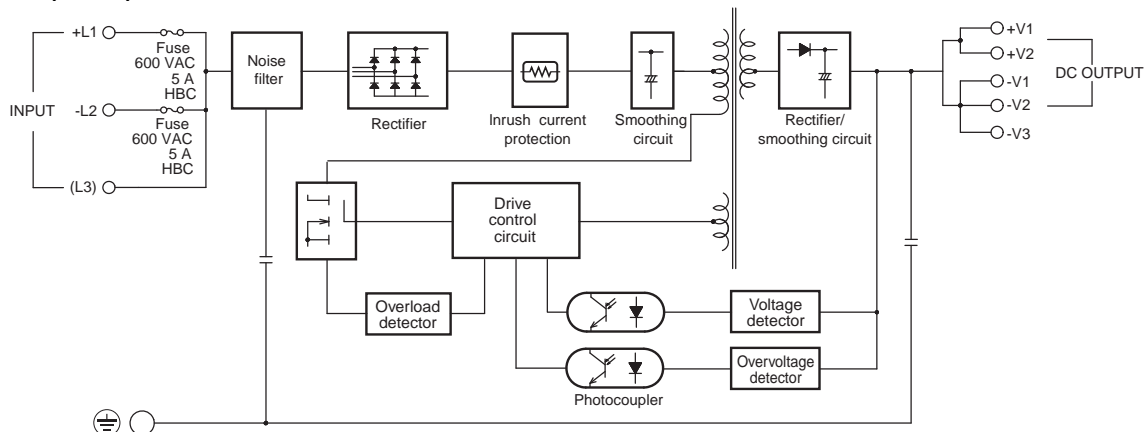 +L1
Fuse
600 VAC
5 A
HBC
INPUT
-L2
Fuse
600 VAC
5 A
HBC
(L3)
Noise
filter
Rectifier
Inrush current
protection
Smoothing
circuit
Rectifier/
smoothing circuit
+V1
+V2
-V1
-V2
-V3
DC OUTPUT
Drive
control
circuit
Overload
detector
Voltage
detector
Overvoltage
detector
Photocoupler